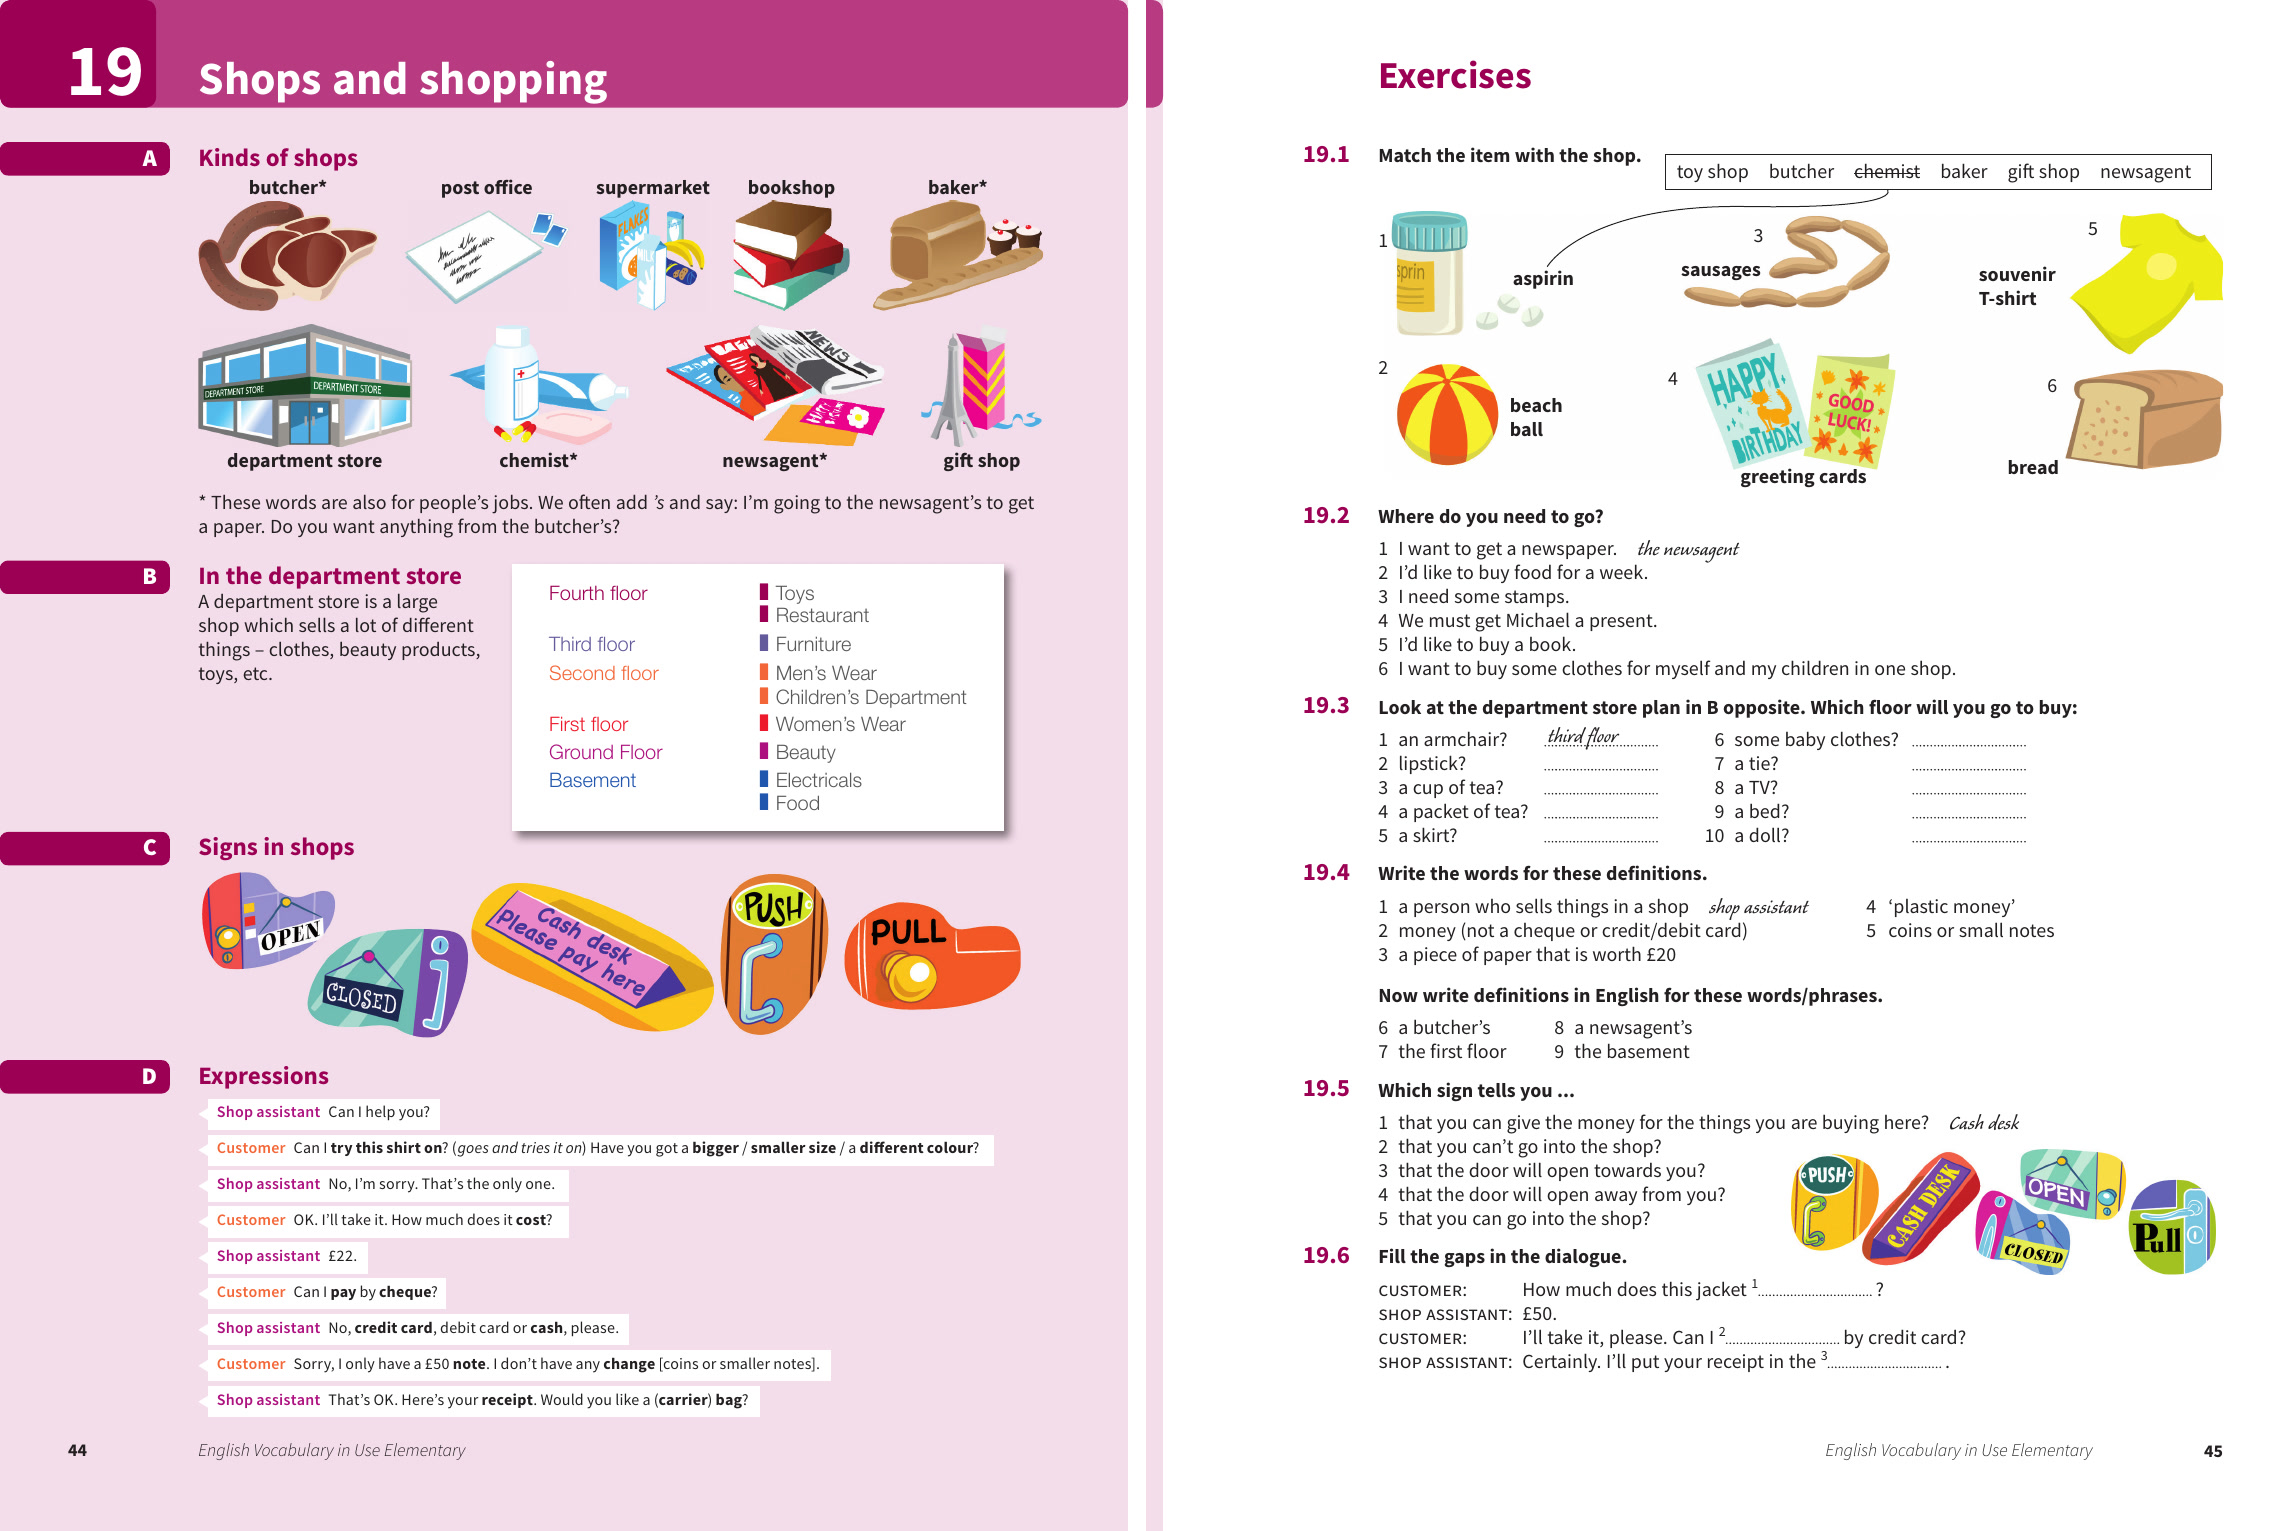 19
Shops and shopping
A
Kinds of shops
butcher*
post office
supermarket
bookshop
baker*
FLAKES
MILK
DEPARTMENT STORE
DEPARTMENT STORE
NEWS
department store
chemist*
newsagent*
gift shop
* These words are also for people’s jobs. We often add ’s and say: I’m going to the newsagent’s to get
a paper. Do you want anything from the butcher’s?
B
In the department store
A department store is a large
shop which sells a lot of different
things – clothes, beauty products,
toys, etc.
Fourth floor Toys
Restaurant
Third floor Furniture
Second floor Men’s Wear
Children’s Department
First floor Women’s Wear
Ground Floor Beauty
Basement Electricals
Food
C
Signs in shops
OPEN
CLOSED
Cash desk
Please pay here
PUSH
PULL
D
Expressions
Shop assistant Can I help you?
Customer Can I try this shirt on? (goes and tries it on) Have you got a bigger / smaller size / a different colour?
Shop assistant No, I’m sorry. That’s the only one.
Customer OK. I’ll take it. How much does it cost?
Shop assistant £22.
Customer Can I pay by cheque?
Shop assistant No, credit card, debit card or cash, please.
Customer Sorry, I only have a £50 note. I don’t have any change [coins or smaller notes].
Shop assistant That’s OK. Here’s your receipt. Would you like a (carrier) bag?
44
English Vocabulary in Use Elementary
Exercises
19.1 Match the item with the shop.
toy shop butcher chemist baker gift shop newsagent
1
sprin
aspirin
3
sausages
5
souvenir
T-shirt
2
beach
ball
4
HAPPY
BIRTHDAY
GOOD
LUCK!
greeting cards
6
bread
19.2 Where do you need to go?
1 I want to get a newspaper. the newsagent
2 I’d like to buy food for a week.
3 I need some stamps.
4 We must get Michael a present.
5 I’d like to buy a book.
6 I want to buy some clothes for myself and my children in one shop.
19.3 Look at the department store plan in B opposite. Which floor will you go to buy:
1 an armchair? third floor
2 lipstick? ................................
3 a cup of tea? ................................
4 a packet of tea? ................................
5 a skirt? ................................
6 some baby clothes? ................................
7 a tie? ................................
8 a TV? ................................
9 a bed? ................................
10 a doll? ................................
19.4 Write the words for these definitions.
1 a person who sells things in a shop shop assistant
2 money (not a cheque or credit/debit card)
3 a piece of paper that is worth £20
4 ‘plastic money’
5 coins or small notes
Now write definitions in English for these words/phrases.
6 a butcher’s
7 the first floor
8 a newsagent’s
9 the basement
19.5 Which sign tells you ...
1 that you can give the money for the things you are buying here? Cash desk
2 that you can’t go into the shop?
3 that the door will open towards you?
4 that the door will open away from you?
5 that you can go into the shop?
PUSH
CASH DESK
OPEN
CLOSED
Pull
19.6 Fill the gaps in the dialogue.
CUSTOMER: How much does this jacket 1................................ ?
SHOP ASSISTANT: £50.
CUSTOMER: I’ll take it, please. Can I 2................................ by credit card?
SHOP ASSISTANT: Certainly. I’ll put your receipt in the 3................................ .
English Vocabulary in Use Elementary
45